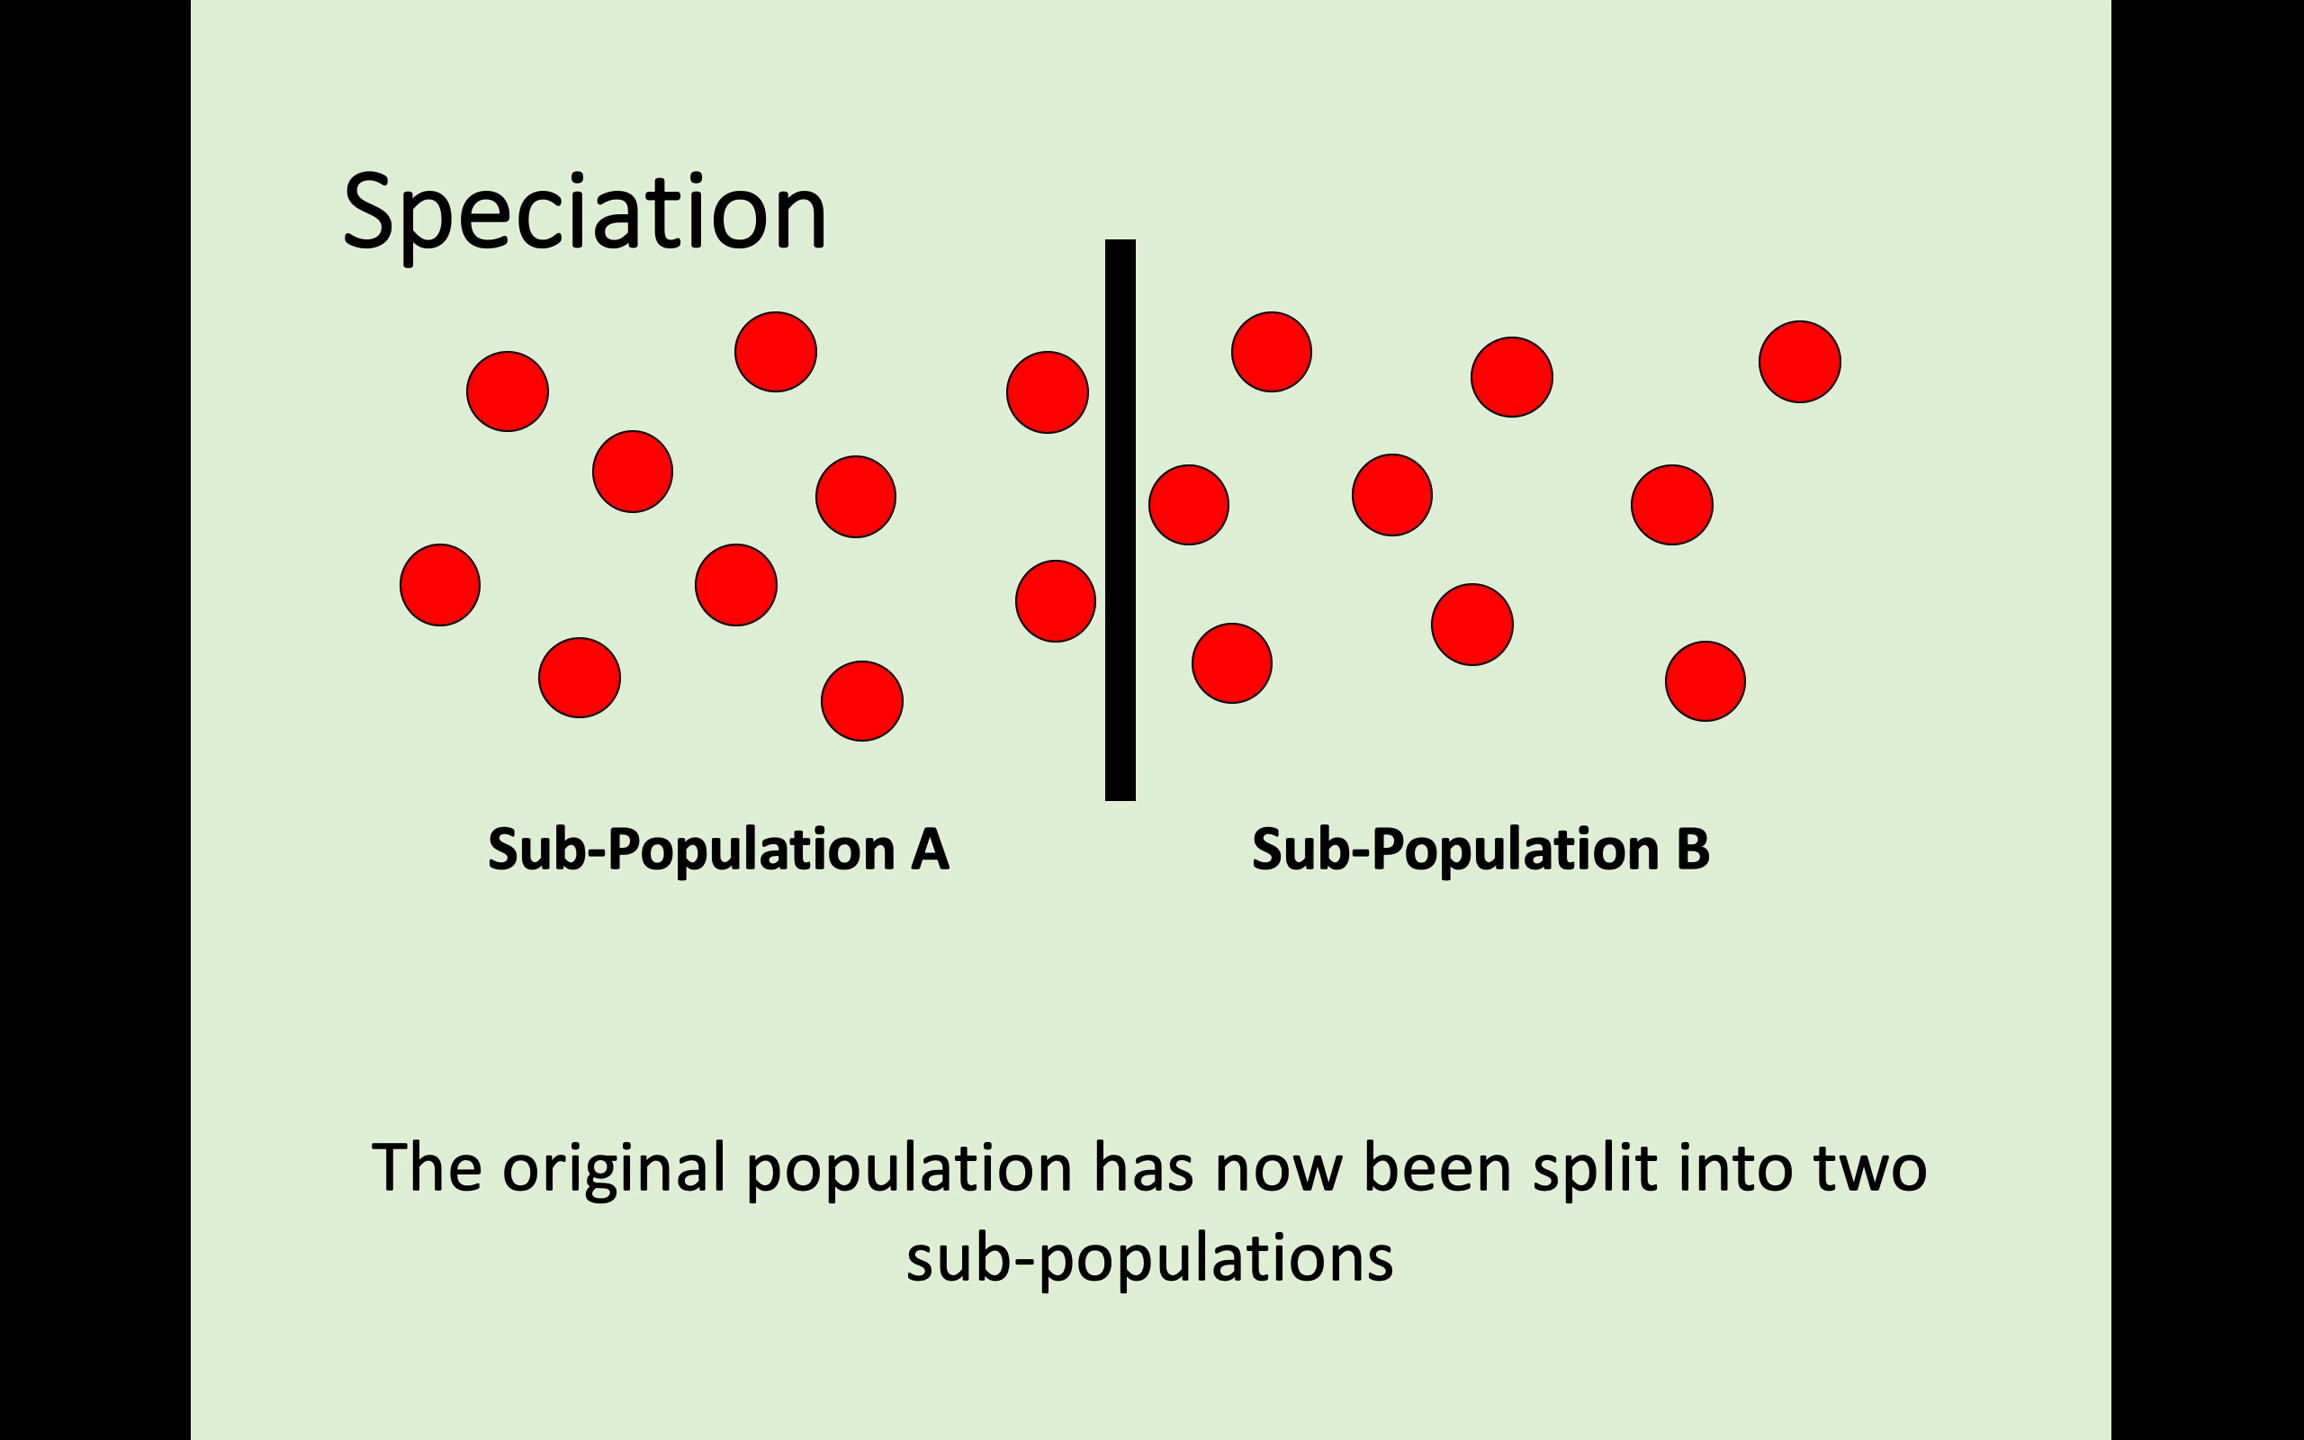 Speciation
Sub-Population A
Sub-Population B
The original population has now been split into two
sub-populations